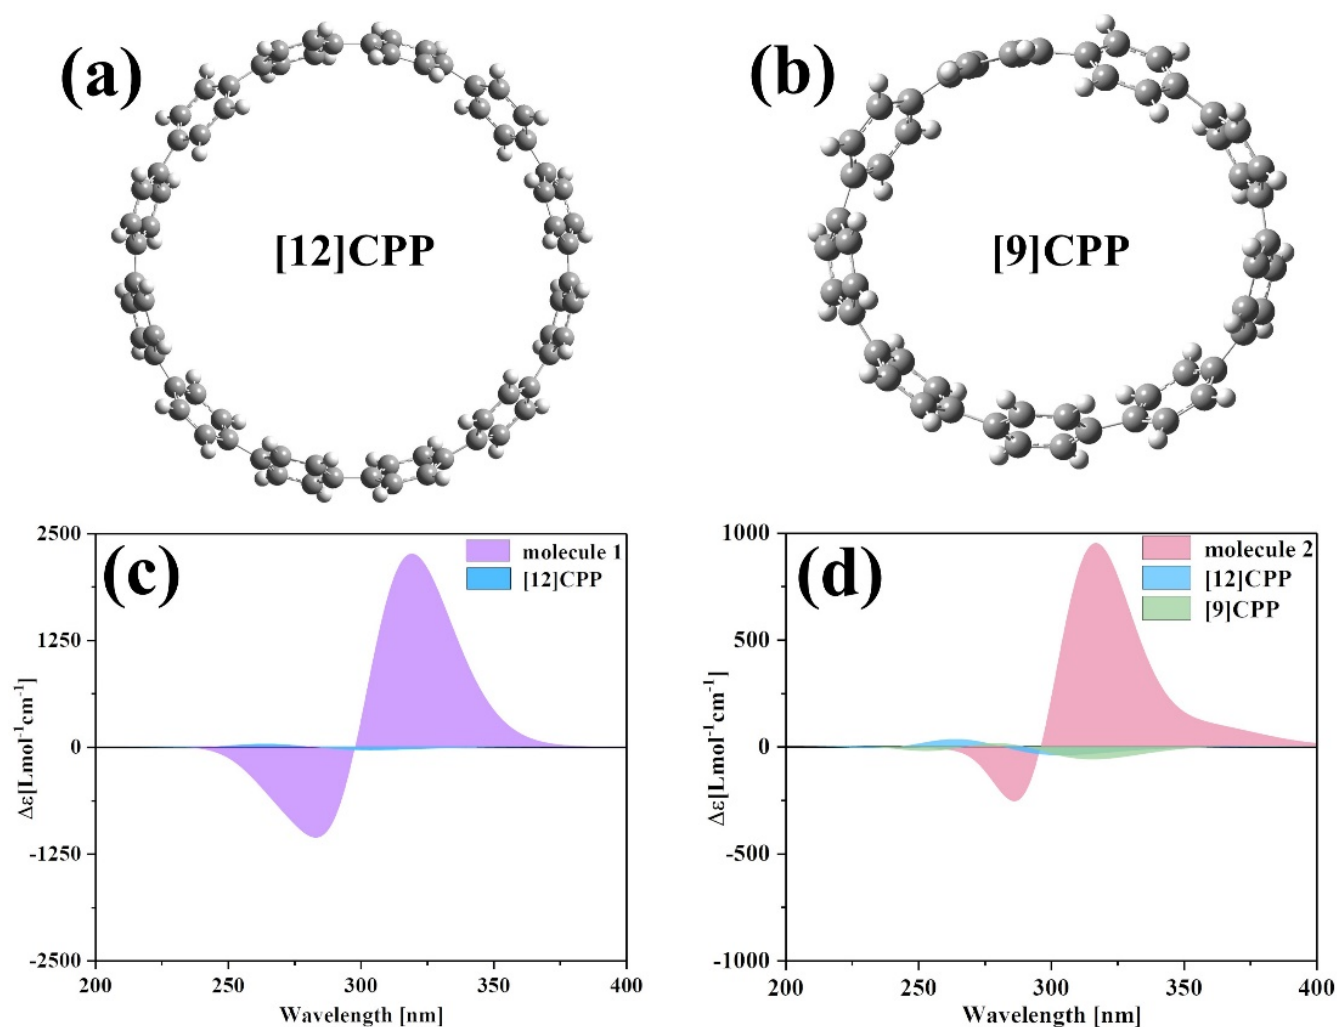 (a)
[12]CPP
(b)
[9]CPP
(c)
molecule 1
[12]CPP
2500
1250
0
-1250
-2500
Δε[Lmol⁻¹cm⁻¹]
200
250
300
350
400
Wavelength [nm]
(d)
molecule 2
[12]CPP
[9]CPP
1000
500
0
-500
-1000
Δε[Lmol⁻¹cm⁻¹]
200
250
300
350
400
Wavelength [nm]